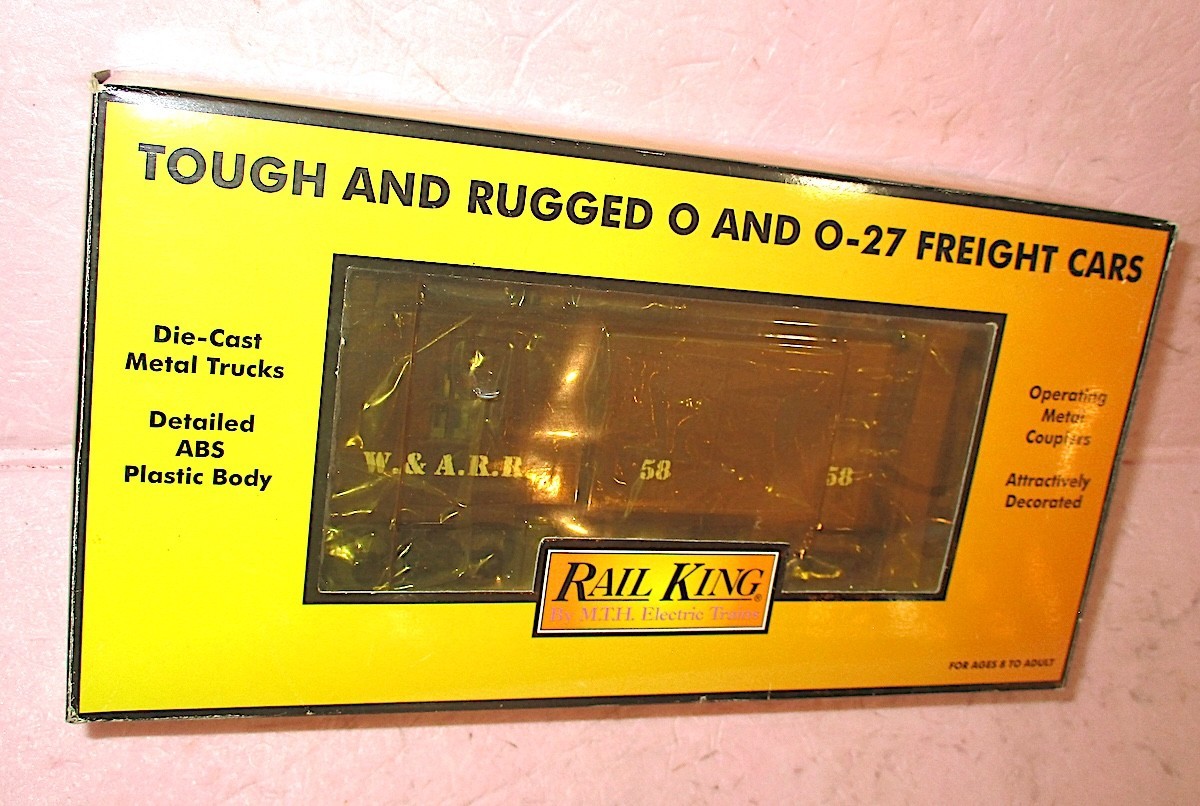 TOUGH AND RUGGED O AND O-27 FREIGHT CARS
Die-Cast
Metal Trucks
Detailed
ABS
Plastic Body
W. & A.R.R.
58
58
Operating
Metal
Couplers
Attractively
Decorated
RAIL KING®
By M.T.H. Electric Trains
FOR AGES 8 TO ADULT